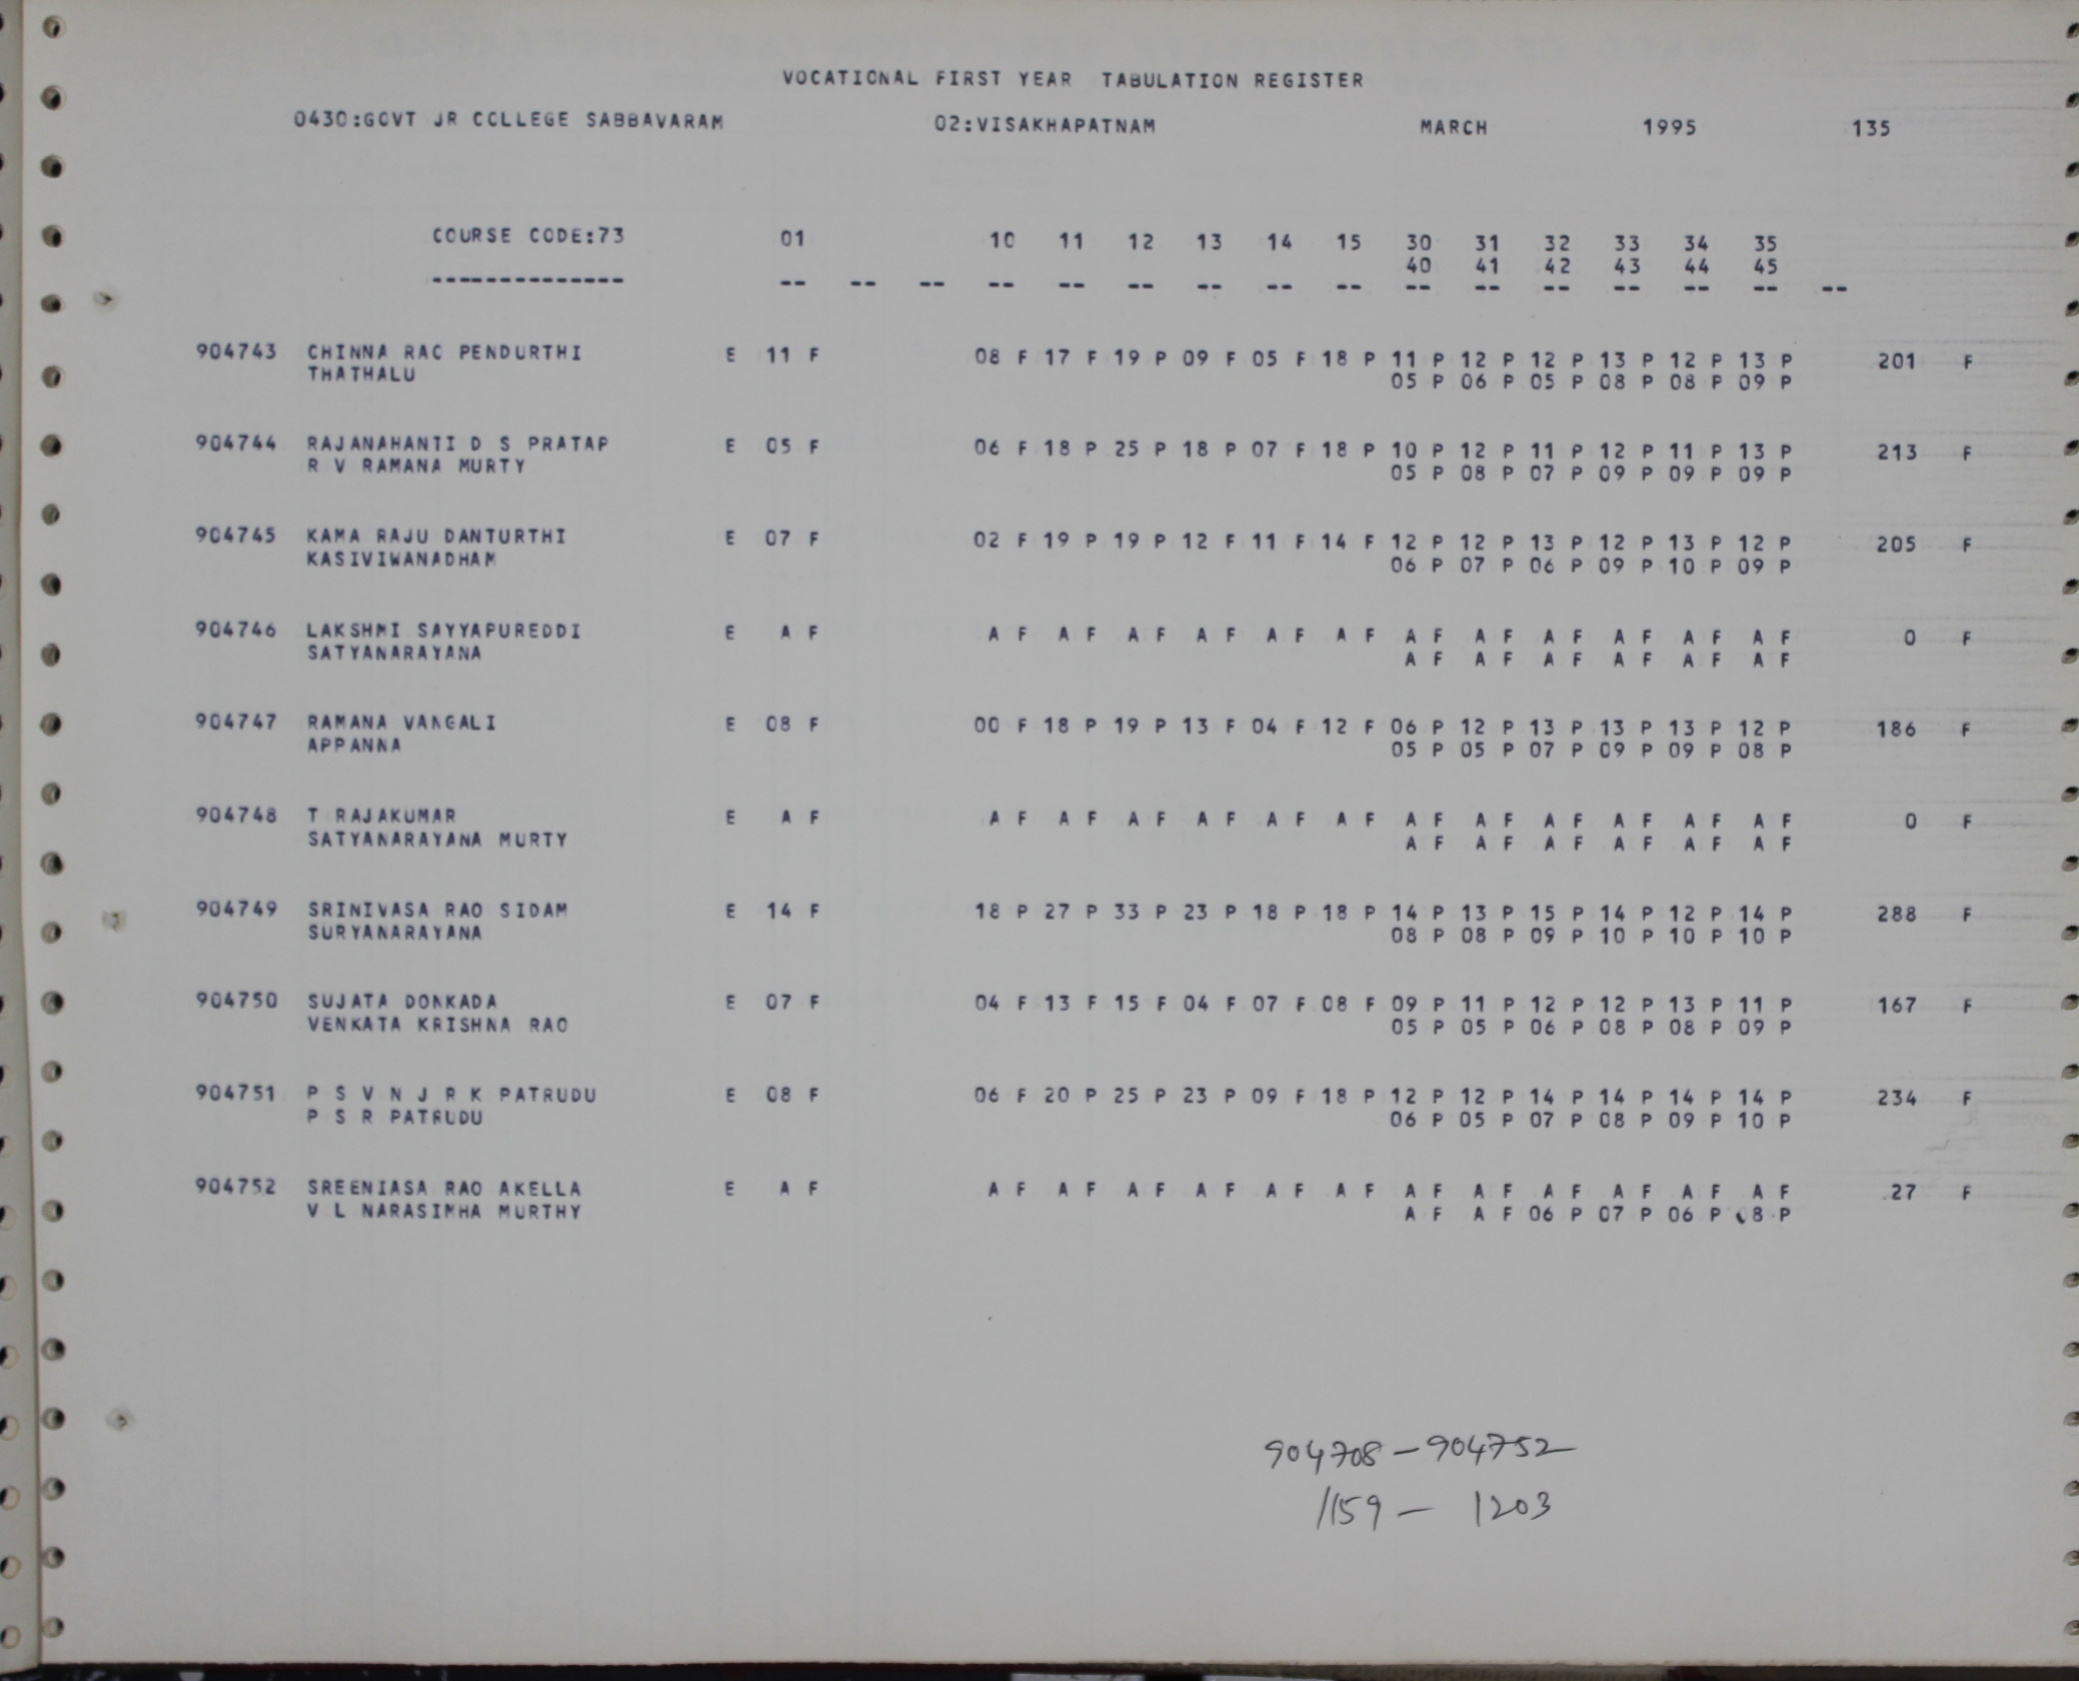 VOCATIONAL FIRST YEAR TABULATION REGISTER
0430:GOVT JR COLLEGE SABBAVARAM 02:VISAKHAPATNAM MARCH 1995 135
COURSE CODE:73 01 10 11 12 13 14 15 30 31 32 33 34 35
40 41 42 43 44 45
-------------- -- -- -- -- -- -- -- -- -- -- -- -- -- -- -- --
904743 CHINNA RAO PENDURTHI E 11 F 08 F 17 F 19 P 09 F 05 F 18 P 11 P 12 P 12 P 13 P 12 P 13 P 201 F
THATHALU 05 P 06 P 05 P 08 P 08 P 09 P
904744 RAJANAHANTI D S PRATAP E 05 F 06 F 18 P 25 P 18 P 07 F 18 P 10 P 12 P 11 P 12 P 11 P 13 P 213 F
R V RAMANA MURTY 05 P 08 P 07 P 09 P 09 P 09 P
904745 KAMA RAJU DANTURTHI E 07 F 02 F 19 P 19 P 12 F 11 F 14 F 12 P 12 P 13 P 12 P 13 P 12 P 205 F
KASIVIWANADHAM 06 P 07 P 06 P 09 P 10 P 09 P
904746 LAKSHMI SAYYAPUREDDI E A F A F A F A F A F A F A F A F A F A F A F A F A F 0 F
SATYANARAYANA A F A F A F A F A F A F
904747 RAMANA VANGALI E 08 F 00 F 18 P 19 P 13 F 04 F 12 F 06 P 12 P 13 P 13 P 13 P 12 P 186 F
APPANNA 05 P 05 P 07 P 09 P 09 P 08 P
904748 T RAJAKUMAR E A F A F A F A F A F A F A F A F A F A F A F A F A F 0 F
SATYANARAYANA MURTY A F A F A F A F A F A F
904749 SRINIVASA RAO SIDAM E 14 F 18 P 27 P 33 P 23 P 18 P 18 P 14 P 13 P 15 P 14 P 12 P 14 P 288 F
SURYANARAYANA 08 P 08 P 09 P 10 P 10 P 10 P
904750 SUJATA DONKADA E 07 F 04 F 13 F 15 F 04 F 07 F 08 F 09 P 11 P 12 P 12 P 13 P 11 P 167 F
VENKATA KRISHNA RAO 05 P 05 P 06 P 08 P 08 P 09 P
904751 P S V N J R K PATRUDU E 08 F 06 F 20 P 25 P 23 P 09 F 18 P 12 P 12 P 14 P 14 P 14 P 14 P 234 F
P S R PATRUDU 06 P 05 P 07 P 08 P 09 P 10 P
904752 SREENIASA RAO AKELLA E A F A F A F A F A F A F A F A F A F A F A F A F A F 27 F
V L NARASIMHA MURTHY A F A F 06 P 07 P 06 P 08 P
904708-904752
1159 - 1203